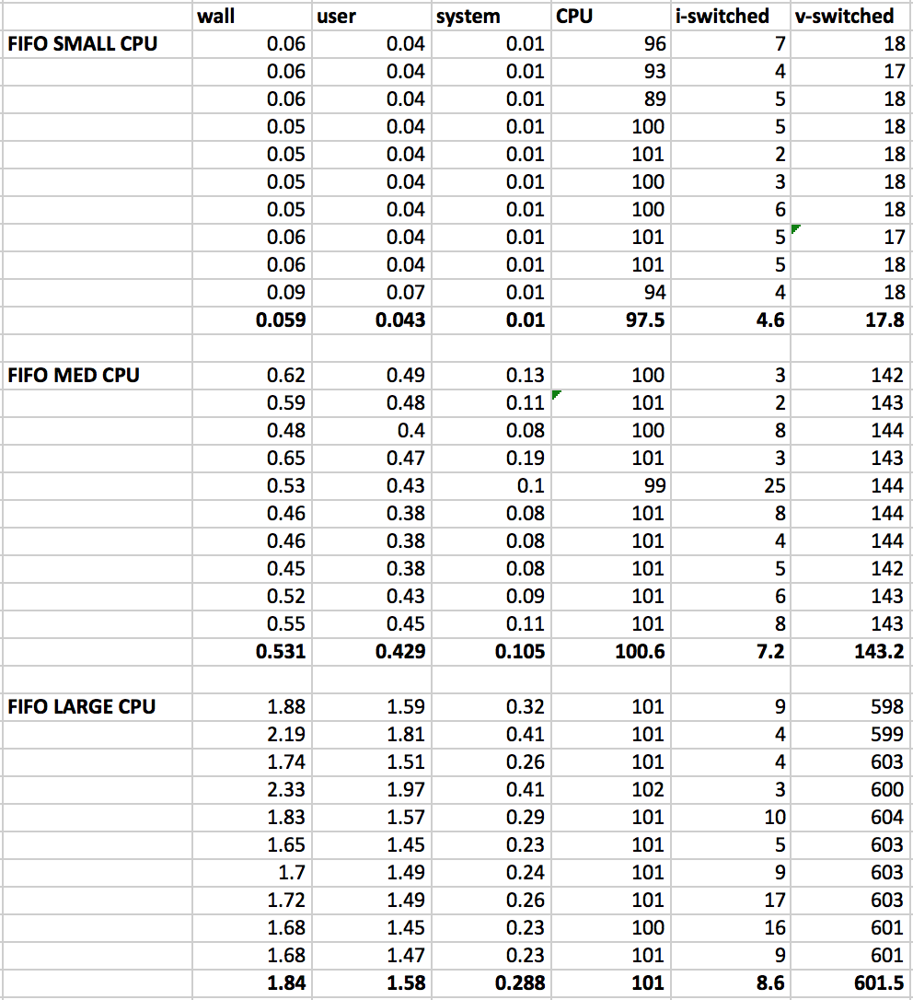 wall user system CPU i-switched v-switched
FIFO SMALL CPU 0.06 0.04 0.01 96 7 18
0.06 0.04 0.01 93 4 17
0.06 0.04 0.01 89 5 18
0.05 0.04 0.01 100 5 18
0.05 0.04 0.01 101 2 18
0.05 0.04 0.01 100 3 18
0.05 0.04 0.01 100 6 18
0.06 0.04 0.01 101 5 17
0.06 0.04 0.01 101 5 18
0.09 0.07 0.01 94 4 18
0.059 0.043 0.01 97.5 4.6 17.8
FIFO MED CPU 0.62 0.49 0.13 100 3 142
0.59 0.48 0.11 101 2 143
0.48 0.4 0.08 100 8 144
0.65 0.47 0.19 101 3 143
0.53 0.43 0.1 99 25 144
0.46 0.38 0.08 101 8 144
0.46 0.38 0.08 101 4 144
0.45 0.38 0.08 101 5 142
0.52 0.43 0.09 101 6 143
0.55 0.45 0.11 101 8 143
0.531 0.429 0.105 100.6 7.2 143.2
FIFO LARGE CPU 1.88 1.59 0.32 101 9 598
2.19 1.81 0.41 101 4 599
1.74 1.51 0.26 101 4 603
2.33 1.97 0.41 102 3 600
1.83 1.57 0.29 101 10 604
1.65 1.45 0.23 101 5 603
1.7 1.49 0.24 101 9 603
1.72 1.49 0.26 101 17 603
1.68 1.45 0.23 100 16 601
1.68 1.47 0.23 101 9 601
1.84 1.58 0.288 101 8.6 601.5